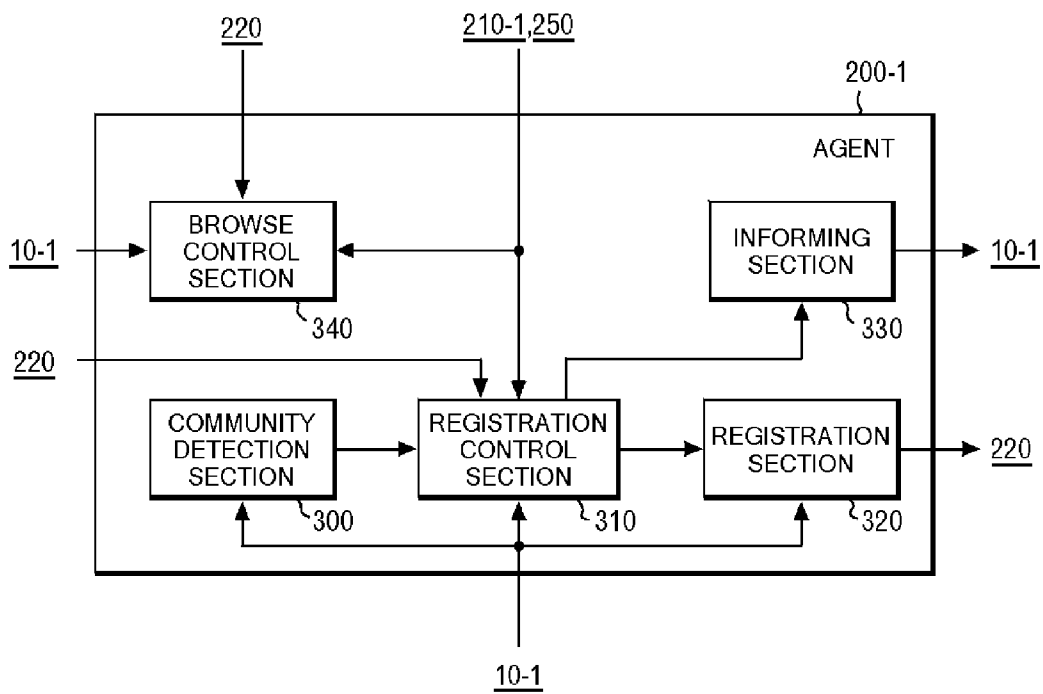 220
210-1,250
200-1
AGENT
BROWSE
CONTROL
SECTION
340
10-1
INFORMING
SECTION
330
10-1
220
COMMUNITY
DETECTION
SECTION
300
REGISTRATION
CONTROL
SECTION
310
REGISTRATION
SECTION
320
220
10-1